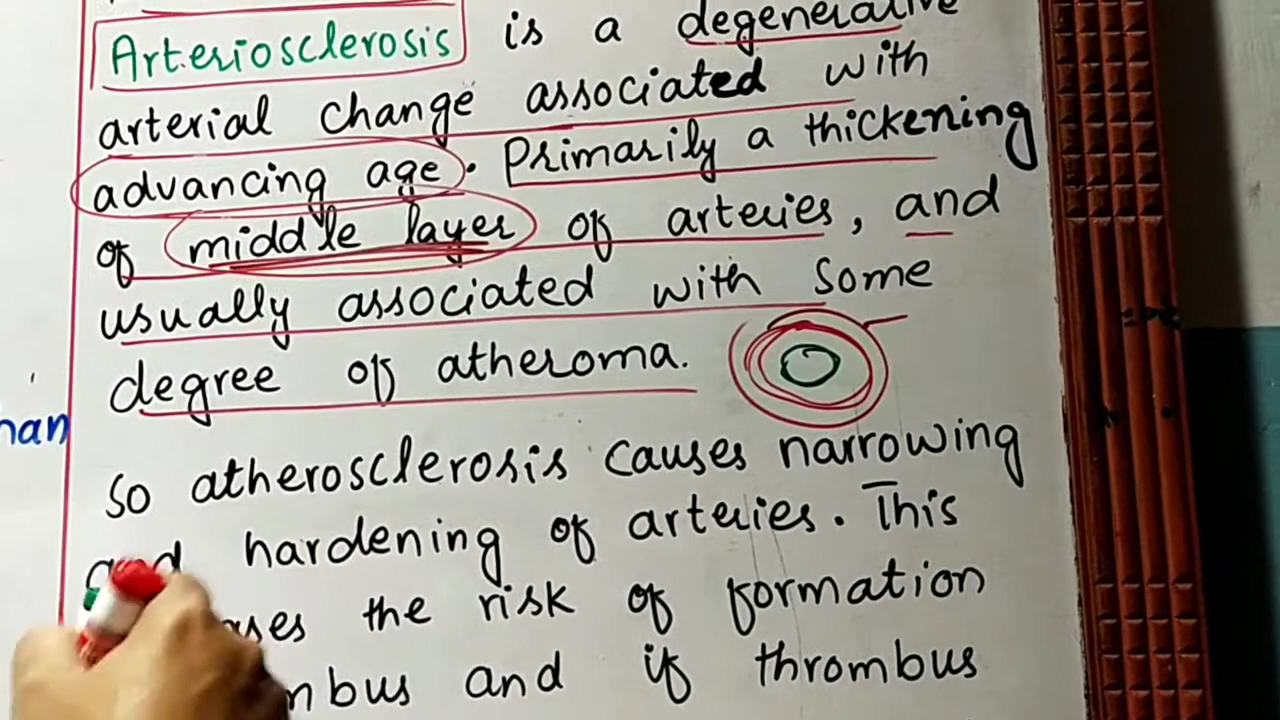 Arteriosclerosis is a degenerative
arterial change associated with
advancing age. Primarily a thickening
of middle layer of arteries, and
usually associated with some
degree of atheroma.
So atherosclerosis causes narrowing
and hardening of arteries. This
the risk of formation
and if thrombus